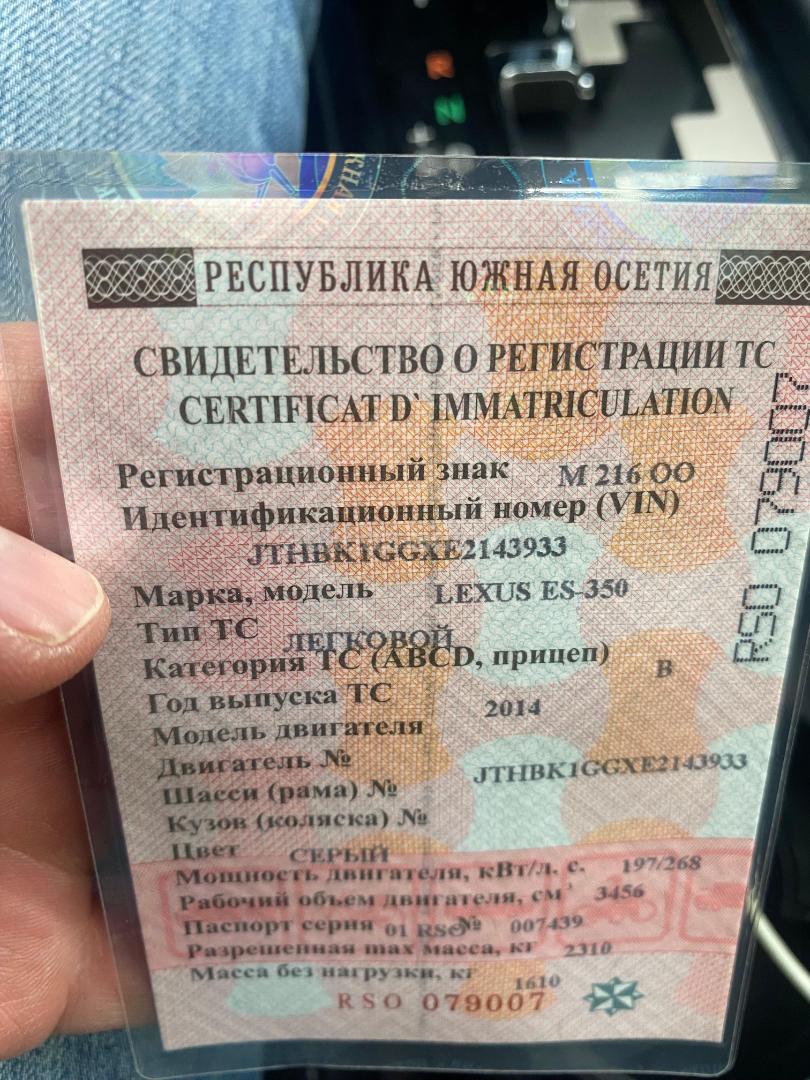 РЕСПУБЛИКА ЮЖНАЯ ОСЕТИЯ
СВИДЕТЕЛЬСТВО О РЕГИСТРАЦИИ ТС
CERTIFICAT D` IMMATRICULATION
Регистрационный знак М 216 ОО
Идентификационный номер (VIN)
JTHBK1GGXE2143933
Марка, модель LEXUS ES-350
Тип ТС ЛЕГКОВОЙ
Категория ТС (ABCD, прицеп) B
Год выпуска ТС 2014
Модель двигателя
Двигатель №
Шасси (рама) № JTHBK1GGXE2143933
Кузов (коляска) №
Цвет СЕРЫЙ
Мощность двигателя, кВт/л. с. 197/268
Рабочий объем двигателя, см³ 3456
Паспорт серия 01 RSO № 007439
Разрешенная max масса, кг 2310
Масса без нагрузки, кг 1610
RSO 079007
RSO 079007
N